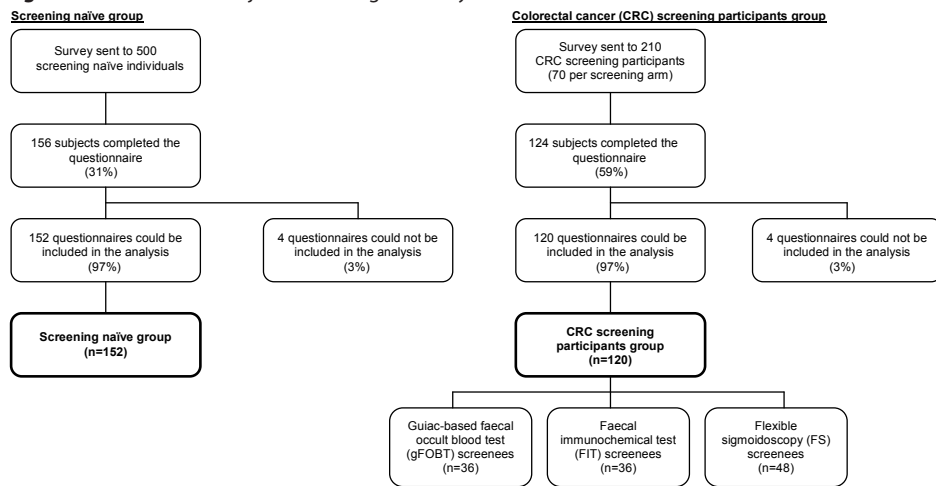 Screening naïve group
Survey sent to 500
screening naïve individuals
156 subjects completed the
questionnaire
(31%)
152 questionnaires could be
included in the analysis
(97%)
4 questionnaires could not be
included in the analysis
(3%)
Screening naïve group
(n=152)
Colorectal cancer (CRC) screening participants group
Survey sent to 210
CRC screening participants
(70 per screening arm)
124 subjects completed the
questionnaire
(59%)
120 questionnaires could be
included in the analysis
(97%)
4 questionnaires could not be
included in the analysis
(3%)
CRC screening
participants group
(n=120)
Guiac-based faecal
occult blood test
(gFOBT) screenees
(n=36)
Faecal
immunochemical test
(FIT) screenees
(n=36)
Flexible
sigmoidoscopy (FS)
screenees
(n=48)